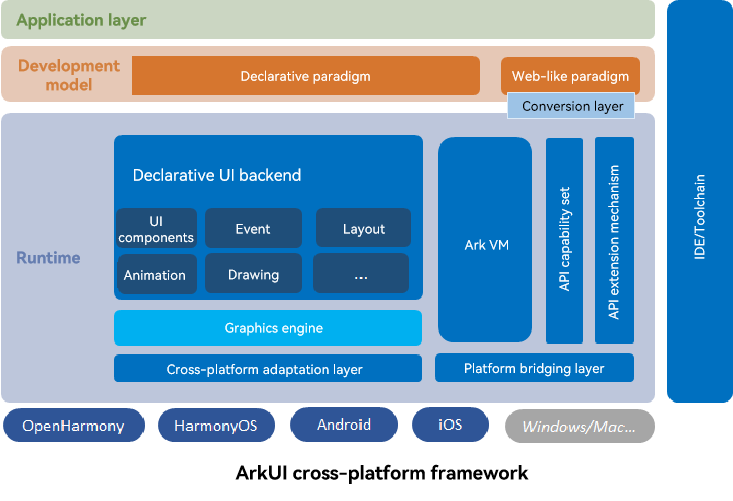 Application layer
Development
model
Declarative paradigm
Web-like paradigm
Conversion layer
Runtime
Declarative UI backend
UI
components
Event
Layout
Animation
Drawing
...
Graphics engine
Cross-platform adaptation layer
Ark VM
API capability set
API extension mechanism
Platform bridging layer
IDE/Toolchain
OpenHarmony
HarmonyOS
Android
iOS
Windows/Mac...
ArkUI cross-platform framework